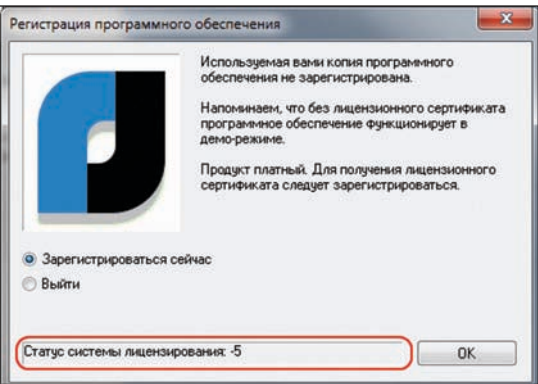 Регистрация программного обеспечения
Используемая вами копия программного
обеспечения не зарегистрирована.
Напоминаем, что без лицензионного сертификата
программное обеспечение функционирует в
демо-режиме.
Продукт платный. Для получения лицензионного
сертификата следует зарегистрироваться.
Зарегистрироваться сейчас
Выйти
Статус системы лицензирования: -5
OK